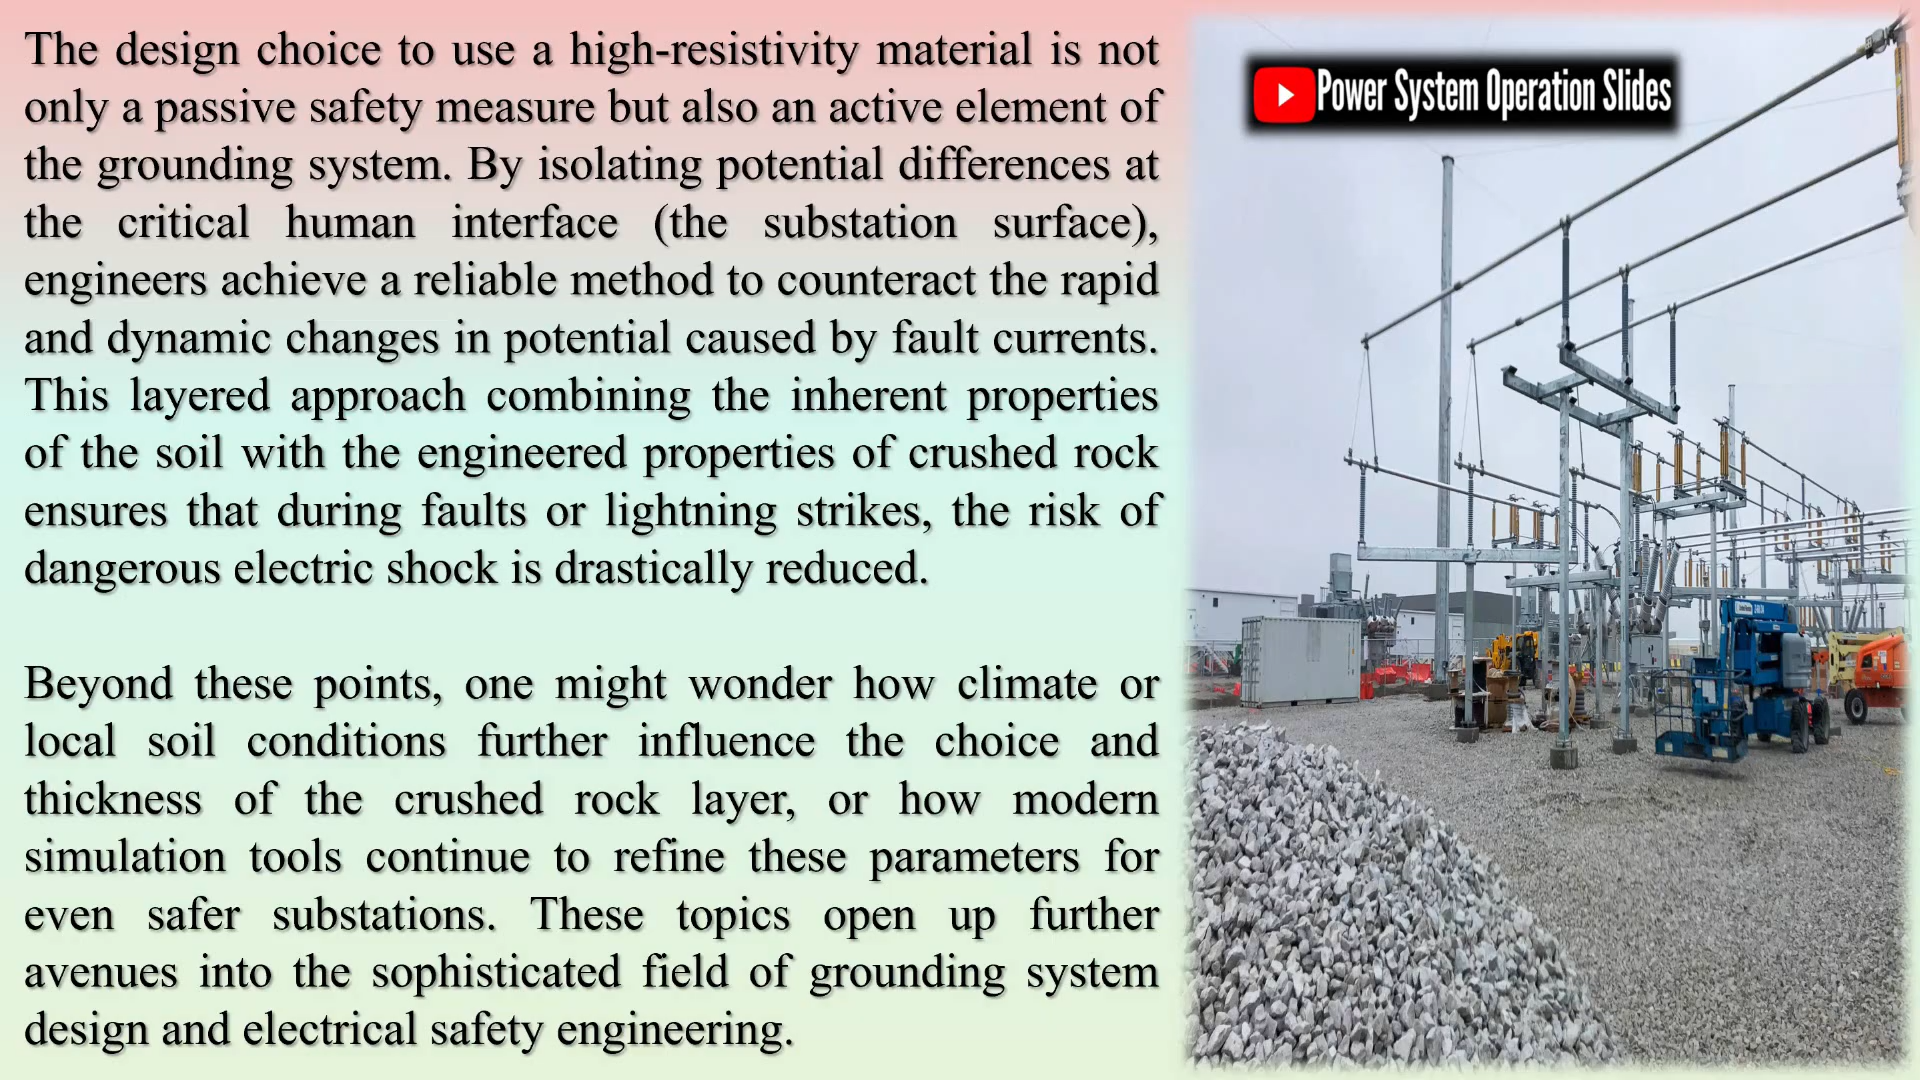 The design choice to use a high-resistivity material is not
only a passive safety measure but also an active element of
the grounding system. By isolating potential differences at
the critical human interface (the substation surface),
engineers achieve a reliable method to counteract the rapid
and dynamic changes in potential caused by fault currents.
This layered approach combining the inherent properties
of the soil with the engineered properties of crushed rock
ensures that during faults or lightning strikes, the risk of
dangerous electric shock is drastically reduced.
Beyond these points, one might wonder how climate or
local soil conditions further influence the choice and
thickness of the crushed rock layer, or how modern
simulation tools continue to refine these parameters for
even safer substations. These topics open up further
avenues into the sophisticated field of grounding system
design and electrical safety engineering.
Power System Operation Slides